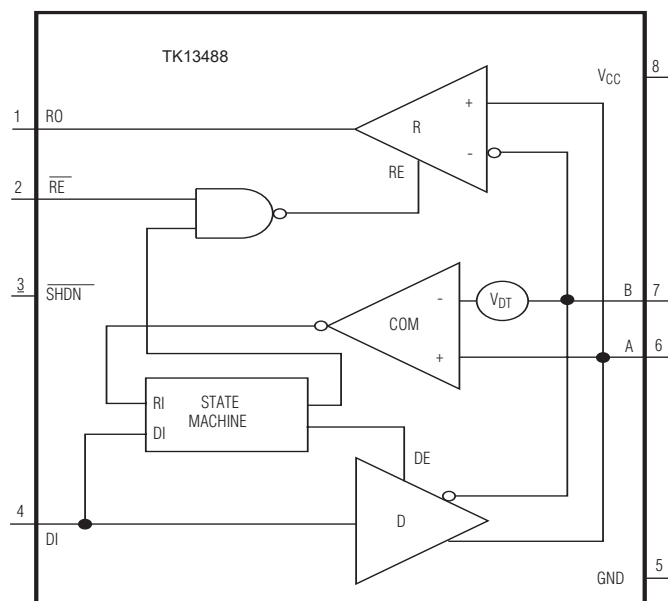 TK13488
8
VCC
1 RO
+
R
-
RE
2 RE
3 SHDN
- VDT B 7
COM
+ A 6
RI STATE
MACHINE
DI
DE
4
DI
D
5
GND